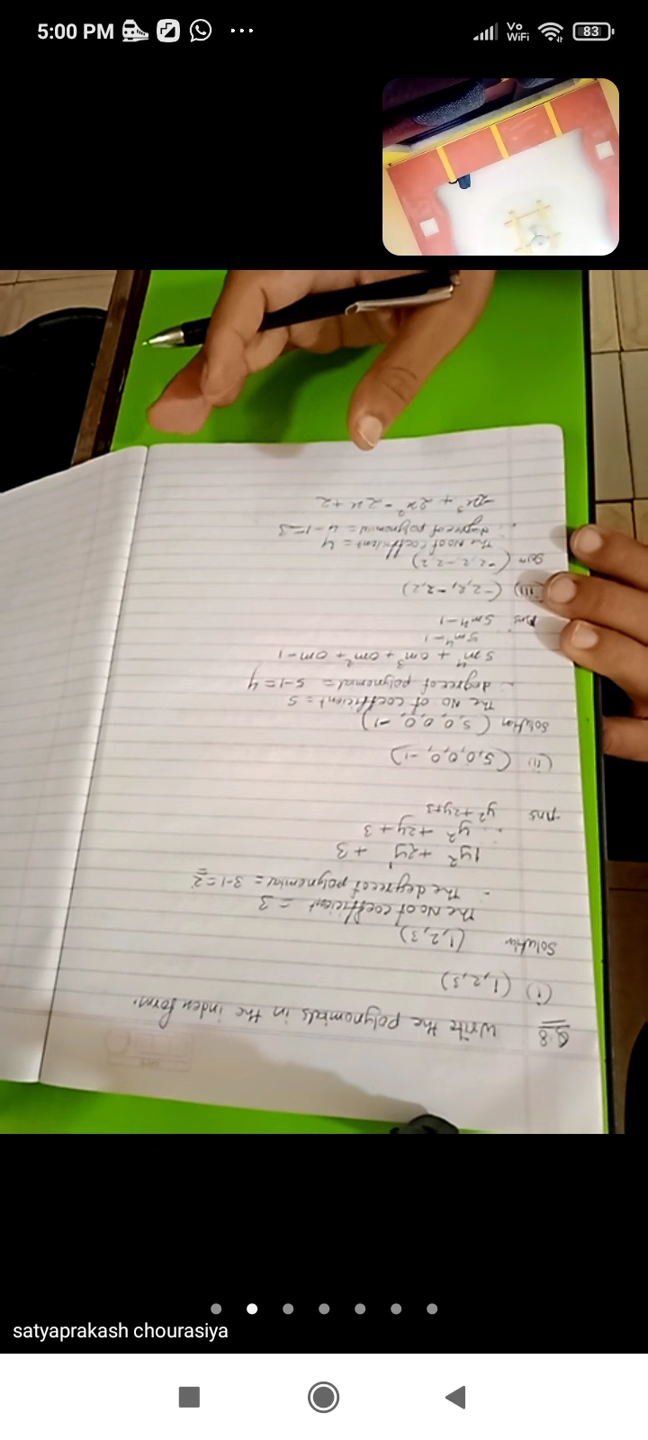 5:00 PM
Vo
WiFi
83
Q.8 Write the polynomials in the index form.
(i) (1,2,3)
Solution (1,2,3)
The No of coefficient = 3
∴ The degree of polynomial = 3-1=2
1y² +2y¹ +3
∴ y² +2y+3
Ans y²+2y+3
(ii) (5,0,0,0,-1)
Solution (5,0,0,0,-1)
The No. of coefficient = 5
∴ degree of polynomial = 5-1=4
5m⁴ + 0m³ + 0m² + 0m-1
5m⁴-1
Ans: 5m⁴-1
(iii) (-2,2,-2,2)
Soln (-2,2,-2,2)
The No of coefficient = 4
∴ degree of polynomial = 4-1=3
-2x³ + 2x² -2x+2
satyaprakash chourasiya